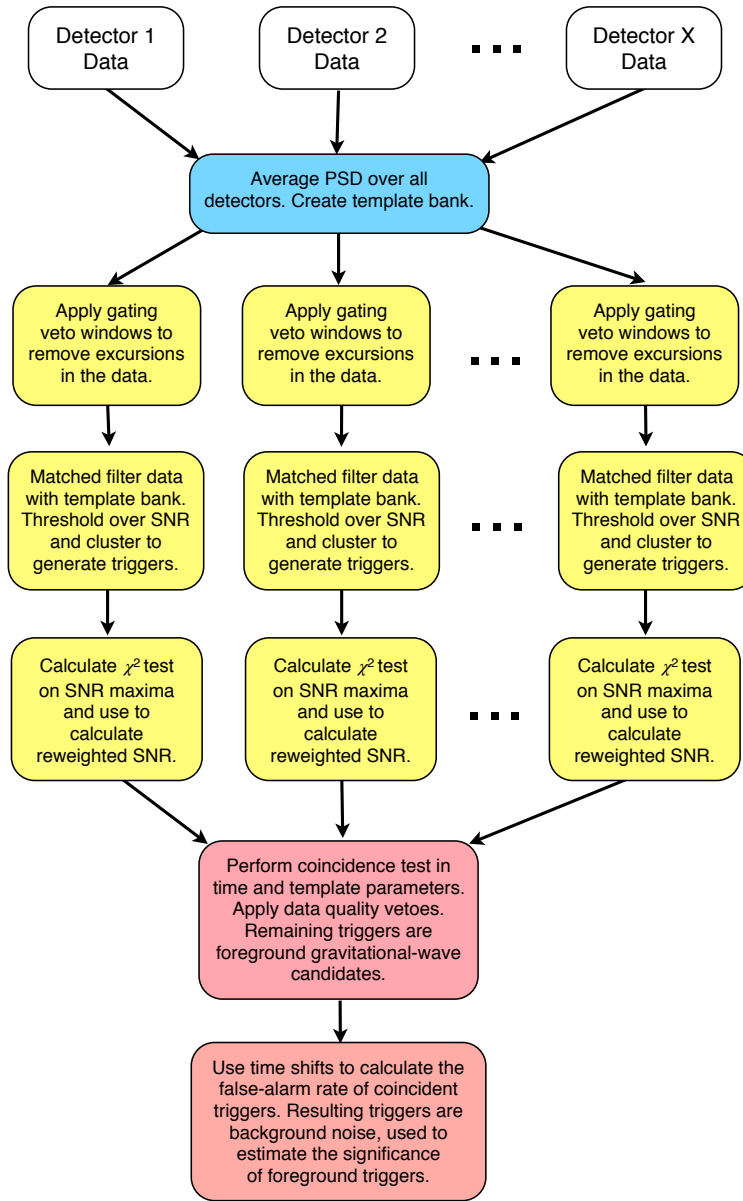 Detector 1
Data
Detector 2
Data
Detector X
Data
Average PSD over all
detectors. Create template bank.
Apply gating
veto windows to
remove excursions
in the data.
Apply gating
veto windows to
remove excursions
in the data.
Apply gating
veto windows to
remove excursions
in the data.
Matched filter data
with template bank.
Threshold over SNR
and cluster to
generate triggers.
Matched filter data
with template bank.
Threshold over SNR
and cluster to
generate triggers.
Matched filter data
with template bank.
Threshold over SNR
and cluster to
generate triggers.
Calculate χ² test
on SNR maxima
and use to
calculate
reweighted SNR.
Calculate χ² test
on SNR maxima
and use to
calculate
reweighted SNR.
Calculate χ² test
on SNR maxima
and use to
calculate
reweighted SNR.
Perform coincidence test in
time and template parameters.
Apply data quality vetoes.
Remaining triggers are
foreground gravitational-wave
candidates.
Use time shifts to calculate the
false-alarm rate of coincident
triggers. Resulting triggers are
background noise, used to
estimate the significance
of foreground triggers.